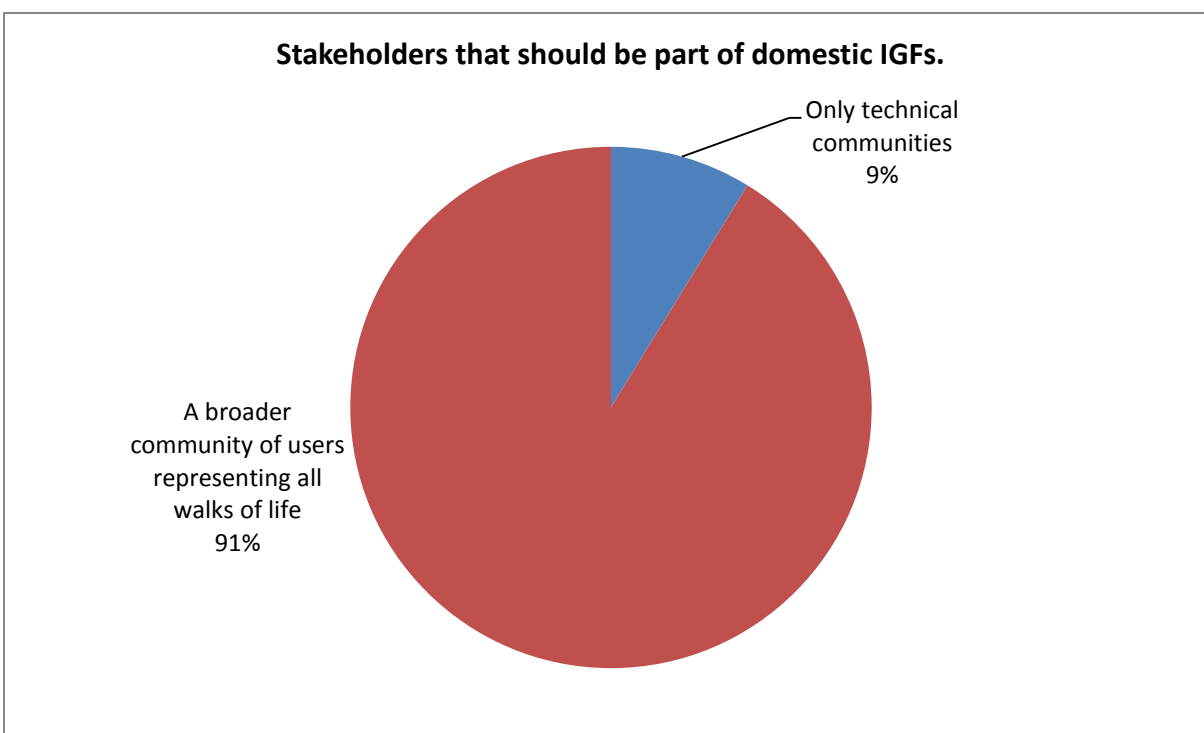 Stakeholders that should be part of domestic IGFs.
Only technical
communities
9%
A broader
community of users
representing all
walks of life
91%